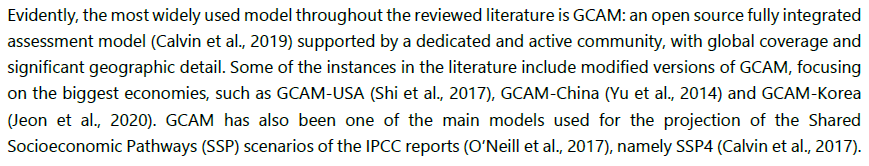 Evidently, the most widely used model throughout the reviewed literature is GCAM: an open source fully integrated
assessment model (Calvin et al., 2019) supported by a dedicated and active community, with global coverage and
significant geographic detail. Some of the instances in the literature include modified versions of GCAM, focusing
on the biggest economies, such as GCAM-USA (Shi et al., 2017), GCAM-China (Yu et al., 2014) and GCAM-Korea
(Jeon et al., 2020). GCAM has also been one of the main models used for the projection of the Shared
Socioeconomic Pathways (SSP) scenarios of the IPCC reports (O’Neill et al., 2017), namely SSP4 (Calvin et al., 2017).